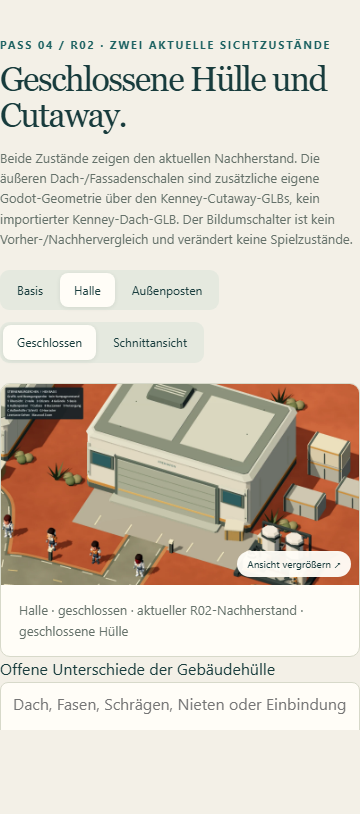 PASS 04 / R02 · ZWEI AKTUELLE SICHTZUSTÄNDE
Geschlossene Hülle und
Cutaway.
Beide Zustände zeigen den aktuellen Nachherstand. Die
äußeren Dach-/Fassadenschalen sind zusätzliche eigene
Godot-Geometrie über den Kenney-Cutaway-GLBs, kein
importierter Kenney-Dach-GLB. Der Bildumschalter ist kein
Vorher-/Nachhervergleich und verändert keine Spielzustände.
Basis Halle Außenposten
Geschlossen Schnittansicht
Ansicht vergrößern ↗
Halle · geschlossen · aktueller R02-Nachherstand ·
geschlossene Hülle
Offene Unterschiede der Gebäudehülle
Dach, Fasen, Schrägen, Nieten oder Einbindung